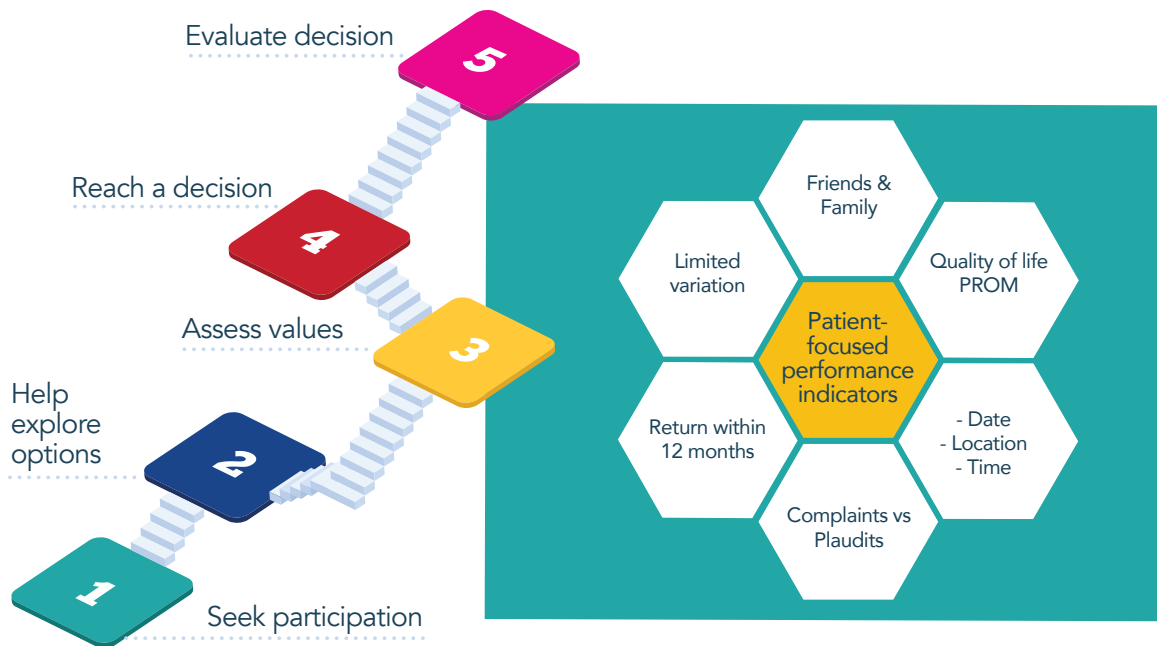 Evaluate decision
5
Reach a decision
4
Assess values
3
Help
explore
options
2
1
Seek participation
Friends &
Family
Limited
variation
Quality of life
PROM
Patient-
focused
performance
indicators
Return within
12 months
- Date
- Location
- Time
Complaints vs
Plaudits